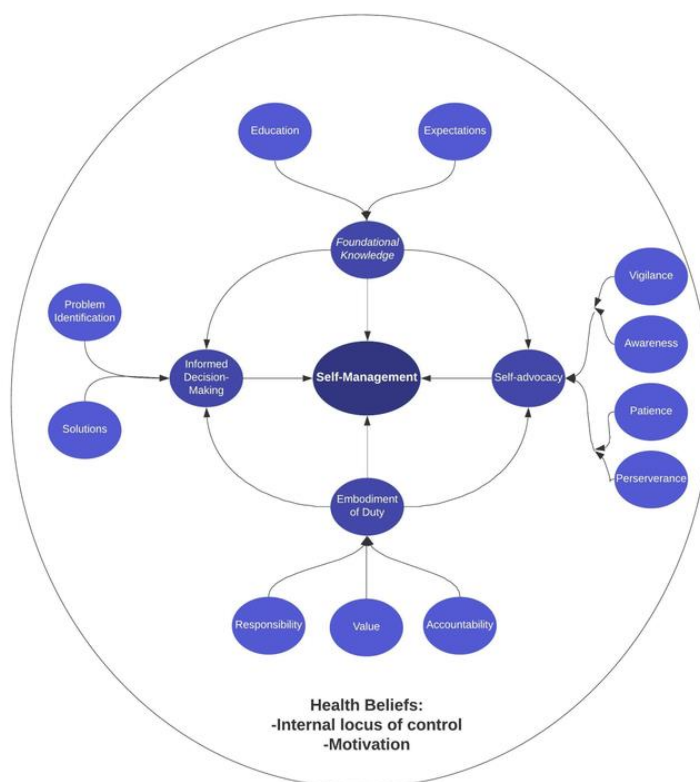 Education
Expectations
Foundational
Knowledge
Vigilance
Problem
Identification
Awareness
Informed
Decision-
Making
Self-Management
Self-advocacy
Patience
Solutions
Perserverance
Embodiment
of Duty
Responsibility
Value
Accountability
Health Beliefs:
-Internal locus of control
-Motivation